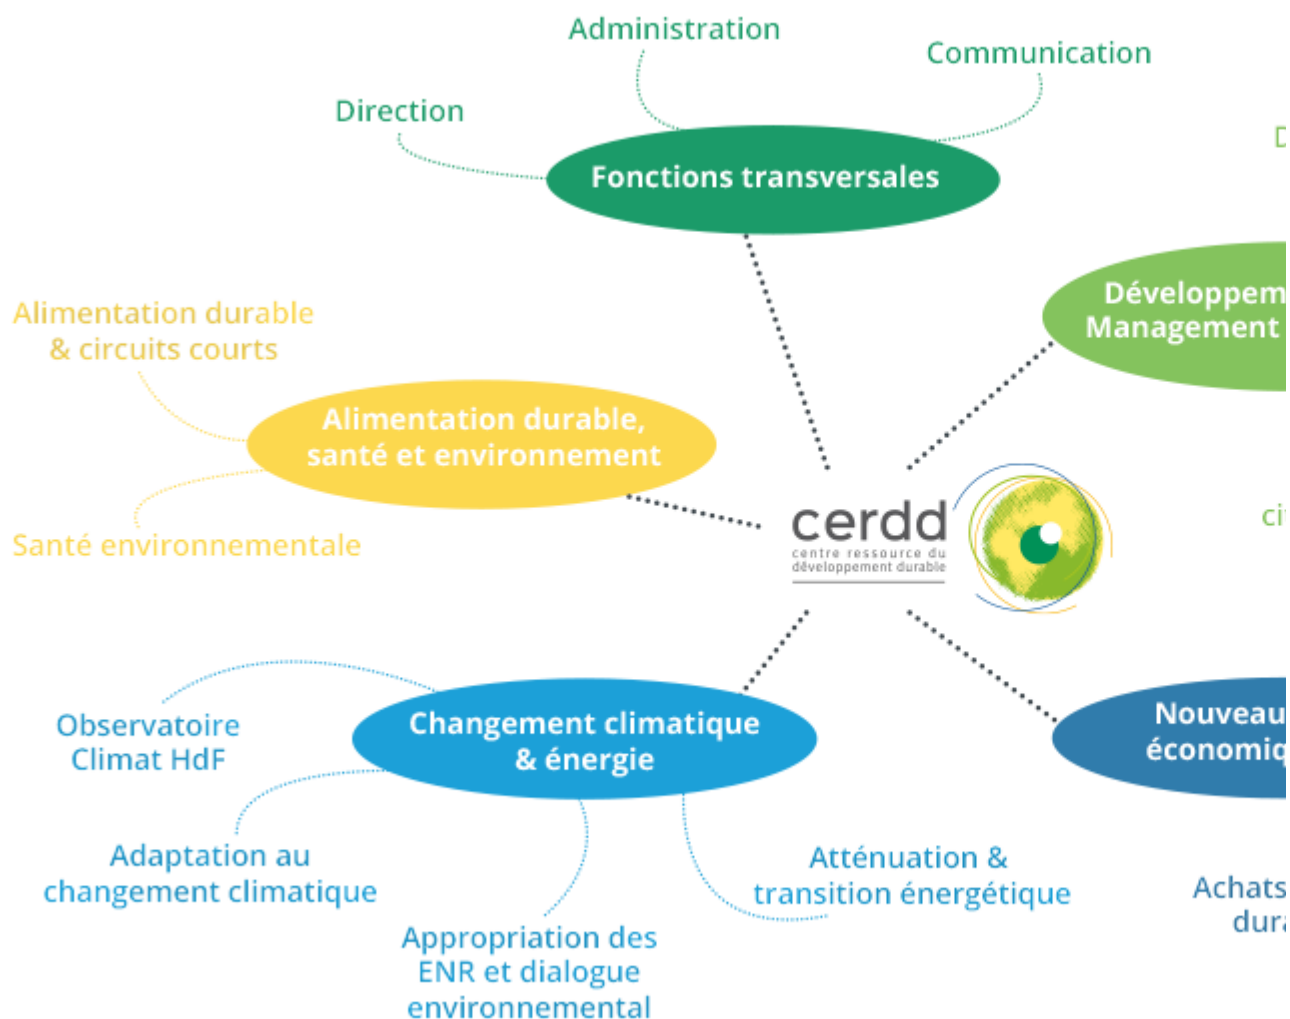 Administration
Communication
Direction
Fonctions transversales
Alimentation durable
& circuits courts
Management
Alimentation durable,
santé et environnement
Santé environnementale
cerdd
centre ressource du
développement durable
Observatoire
Climat HdF
Changement climatique
& énergie
Adaptation au
changement climatique
Appropriation des
ENR et dialogue
environnemental
Atténuation &
transition énergétique
Achats